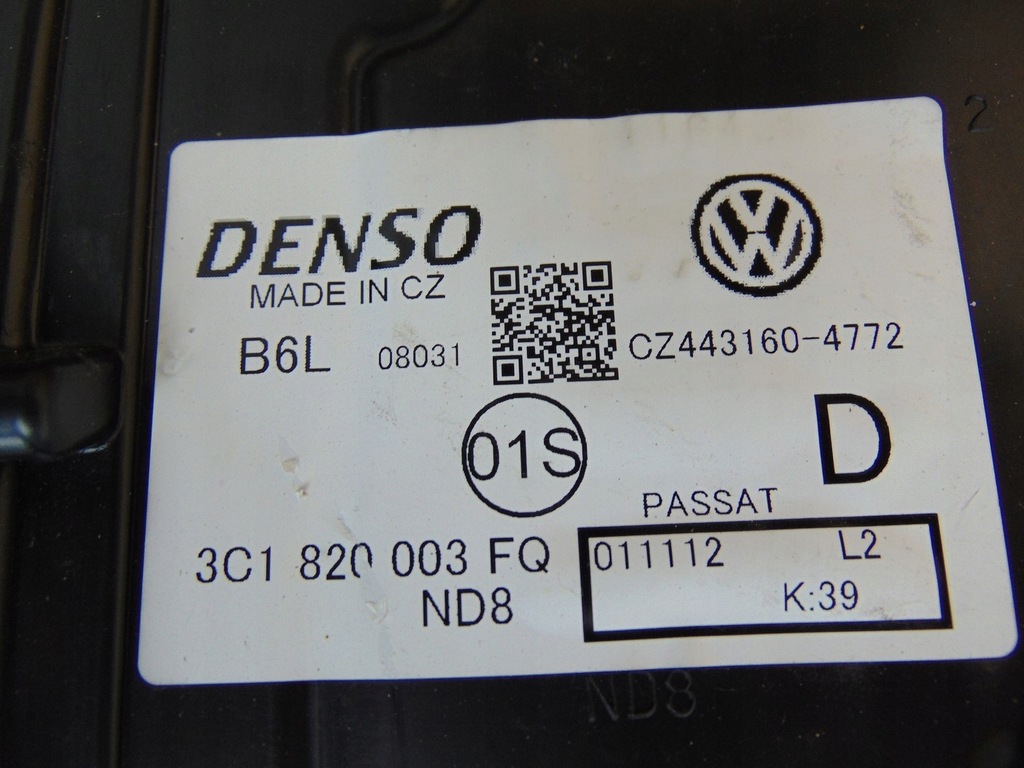 2
DENSO
MADE IN CZ
B6L 08031
CZ443160-4772
01S
D
PASSAT
3C1 820 003 FQ
ND8
011112 L2
K:39
ND8